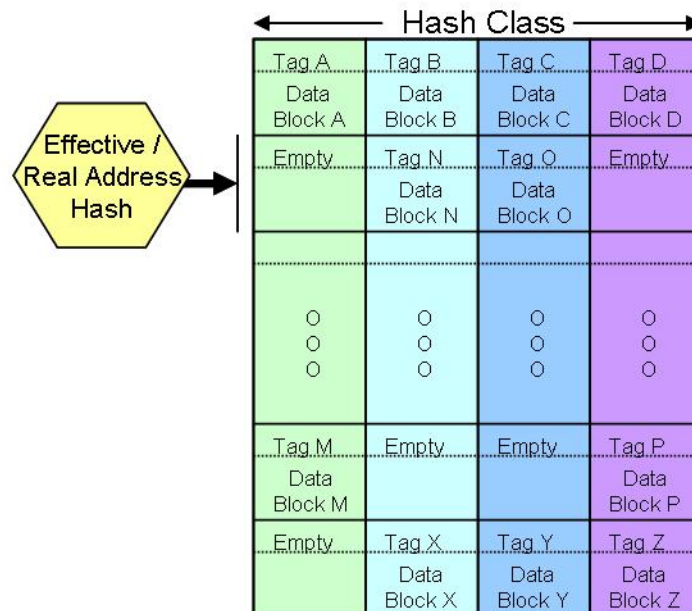 Hash Class
Effective /
Real Address
Hash
Tag A Tag B Tag C Tag D
Data Data Data Data
Block A Block B Block C Block D
Empty Tag N Tag O Empty
Data Data
Block N Block O
O O O O
O O O O
O O O O
Tag M Empty Empty Tag P
Data Data
Block M Block P
Empty Tag X Tag Y Tag Z
Data Data Data
Block X Block Y Block Z